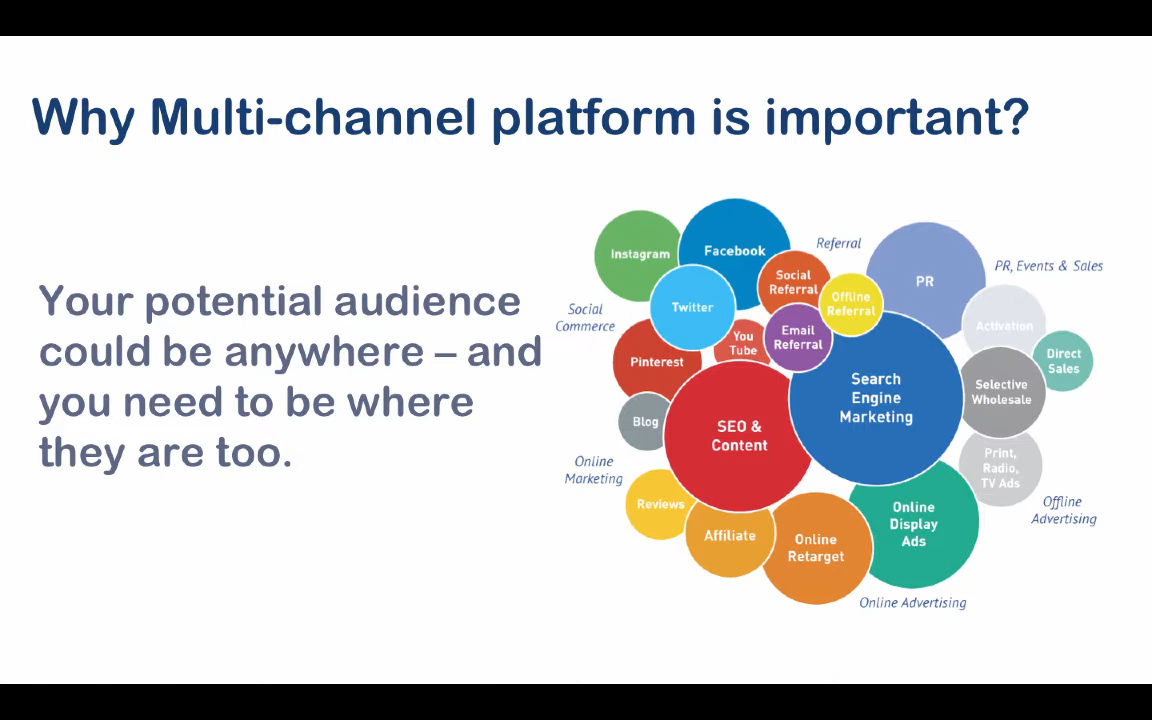 Why Multi-channel platform is important?
Your potential audience
could be anywhere – and
you need to be where
they are too.
Instagram
Facebook
Referral
PR
PR, Events & Sales
Social
Referral
Offline
Referral
Twitter
Social
Commerce
Activation
Email
Referral
You
Tube
Pinterest
Direct
Sales
Search
Engine
Marketing
Selective
Wholesale
Blog
SEO &
Content
Online
Marketing
Print,
Radio,
TV Ads
Reviews
Offline
Advertising
Affiliate
Online
Retarget
Online
Display
Ads
Online Advertising